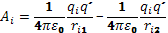 A_i = \frac{1}{4\pi\varepsilon_0} \frac{q_i q´}{r_{i1}} - \frac{1}{4\pi\varepsilon_0} \frac{q_i q´}{r_{i2}}